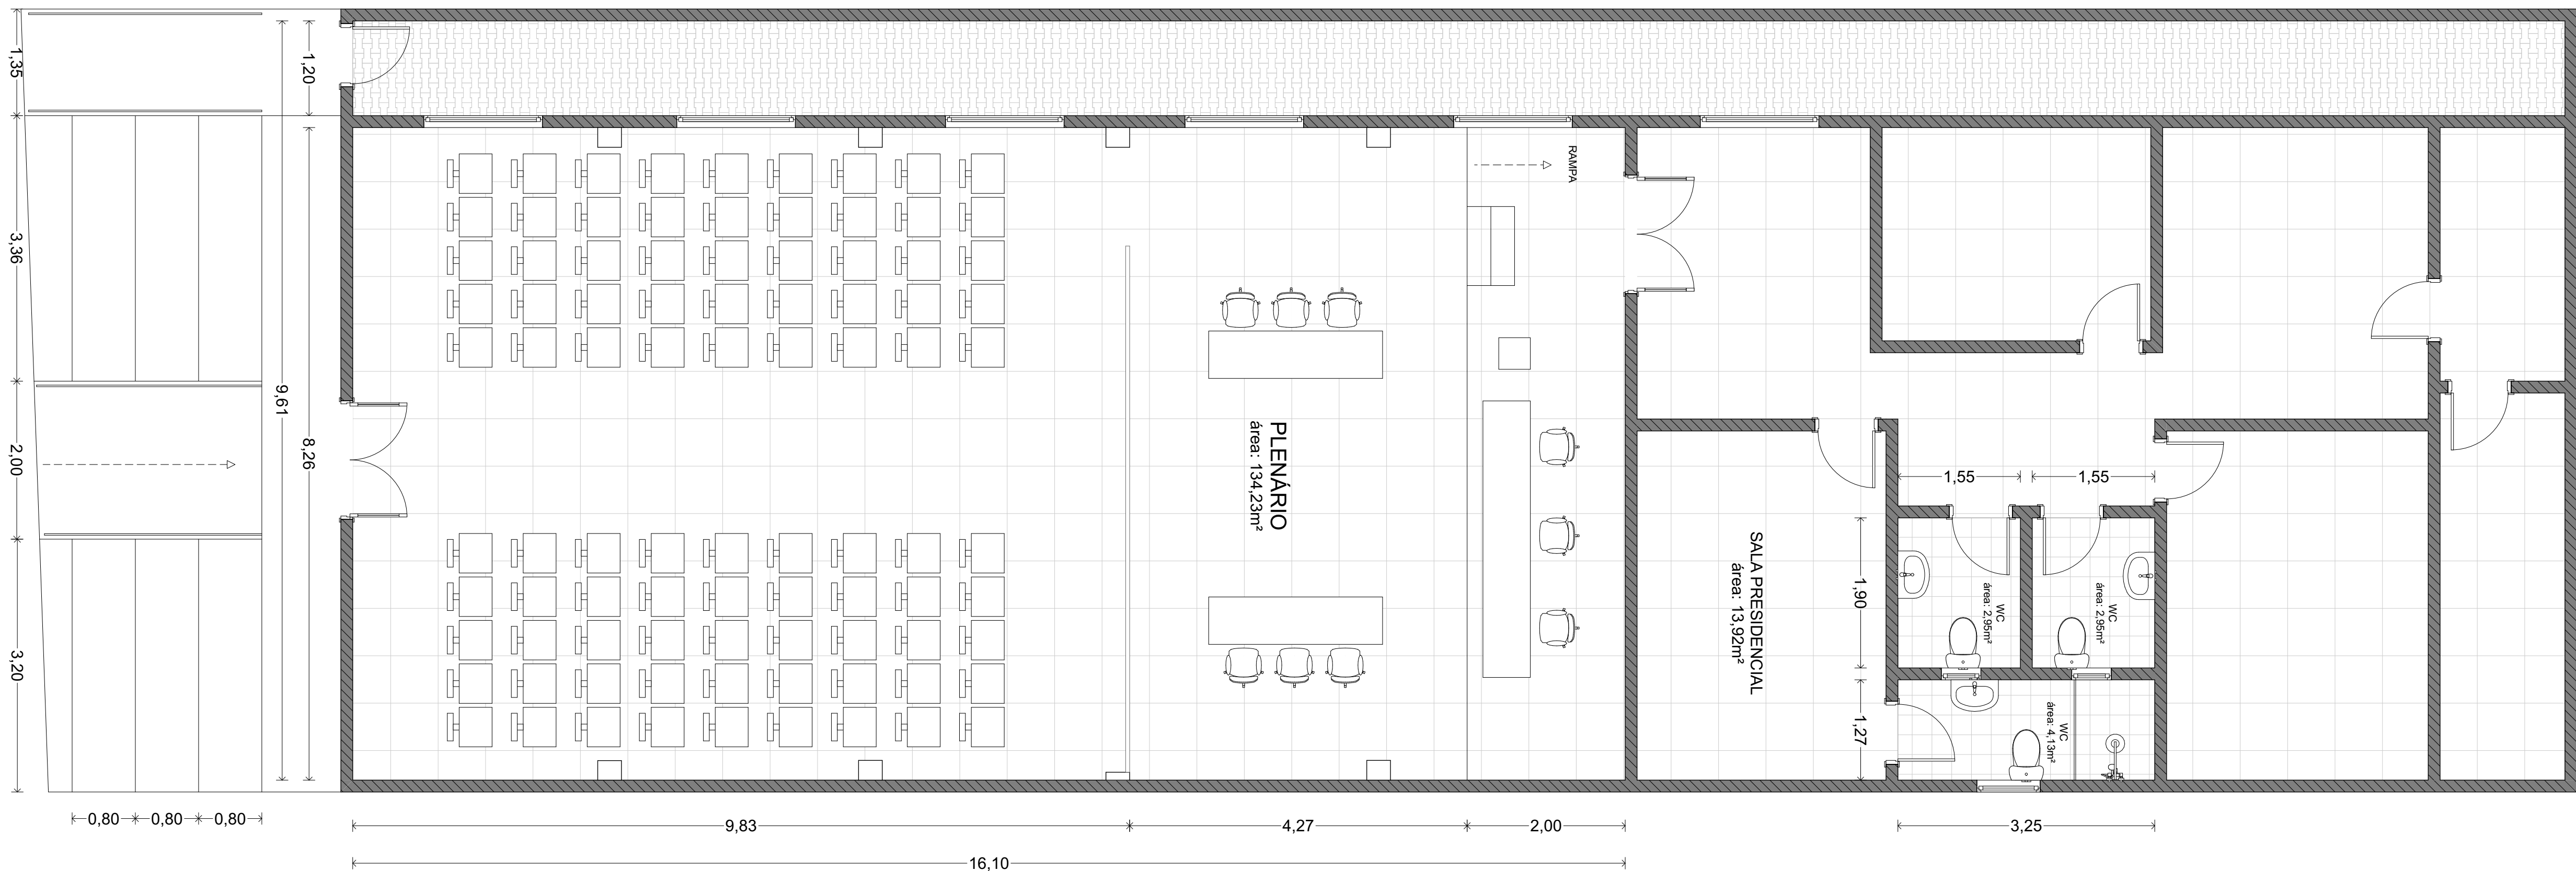 1,35
3,36
2,00
3,20
9,61
1,20
8,26
0,80
0,80
0,80
RAMPA
PLENÁRIO
área: 134,23m²
SALA PRESIDENCIAL
área: 13,92m²
1,55
1,55
1,90
1,27
WC
área: 2,95m²
WC
área: 2,95m²
WC
área: 4,13m²
9,83
4,27
2,00
3,25
16,10